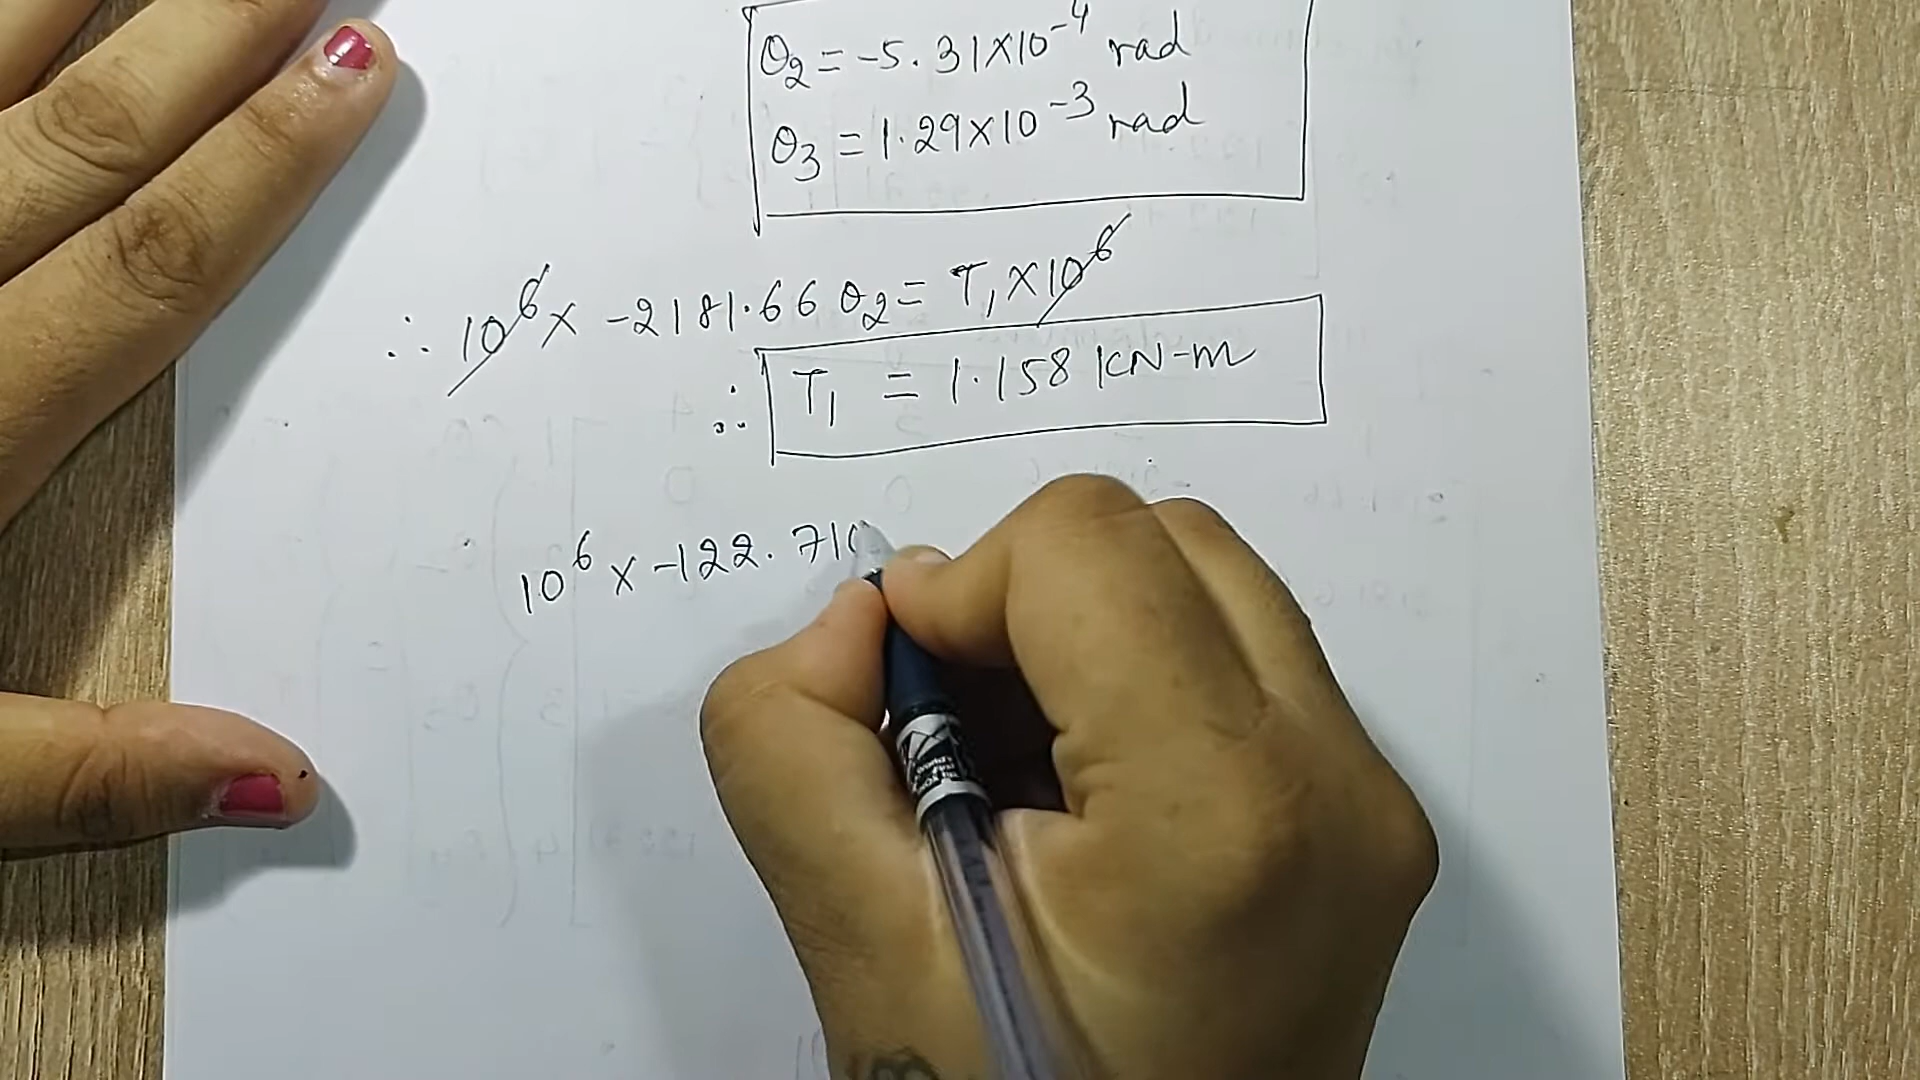 θ2 = -5.31×10^-4 rad
θ3 = 1.29×10^-3 rad
∴ 10^6 × -2181.66 θ2 = T1 × 10^6
∴ T1 = 1.158 KN-m
10^6 × -122.71